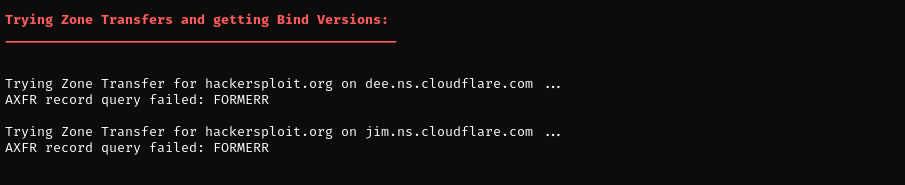 Trying Zone Transfers and getting Bind Versions:
Trying Zone Transfer for hackersploit.org on dee.ns.cloudflare.com ...
AXFR record query failed: FORMERR
Trying Zone Transfer for hackersploit.org on jim.ns.cloudflare.com ...
AXFR record query failed: FORMERR